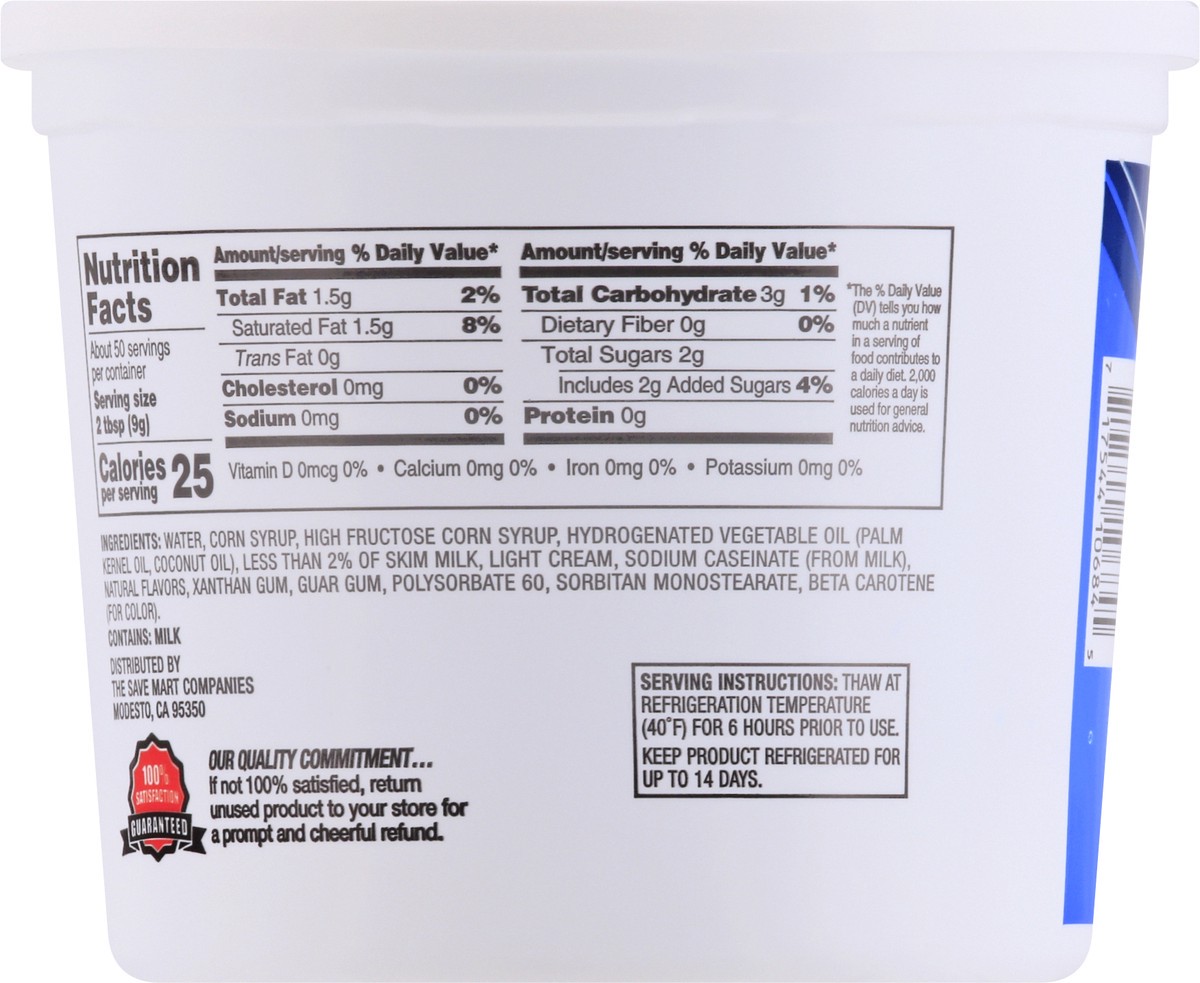 Nutrition
Facts
About 50 servings
per container
Serving size
2 tbsp (9g)
Calories 25
per serving
Amount/serving % Daily Value*
Total Fat 1.5g 2%
Saturated Fat 1.5g 8%
Trans Fat 0g
Cholesterol 0mg 0%
Sodium 0mg 0%
Amount/serving % Daily Value*
Total Carbohydrate 3g 1%
Dietary Fiber 0g 0%
Total Sugars 2g
Includes 2g Added Sugars 4%
Protein 0g
Vitamin D 0mcg 0% • Calcium 0mg 0% • Iron 0mg 0% • Potassium 0mg 0%
*The % Daily Value
(DV) tells you how
much a nutrient
in a serving of
food contributes to
a daily diet. 2,000
calories a day is
used for general
nutrition advice.
INGREDIENTS: WATER, CORN SYRUP, HIGH FRUCTOSE CORN SYRUP, HYDROGENATED VEGETABLE OIL (PALM
KERNEL OIL, COCONUT OIL), LESS THAN 2% OF SKIM MILK, LIGHT CREAM, SODIUM CASEINATE (FROM MILK),
NATURAL FLAVORS, XANTHAN GUM, GUAR GUM, POLYSORBATE 60, SORBITAN MONOSTEARATE, BETA CAROTENE
(FOR COLOR).
CONTAINS: MILK
DISTRIBUTED BY
THE SAVE MART COMPANIES
MODESTO, CA 95350
100%
SATISFACTION
GUARANTEED
OUR QUALITY COMMITMENT...
If not 100% satisfied, return
unused product to your store for
a prompt and cheerful refund.
SERVING INSTRUCTIONS: THAW AT
REFRIGERATION TEMPERATURE
(40°F) FOR 6 HOURS PRIOR TO USE.
KEEP PRODUCT REFRIGERATED FOR
UP TO 14 DAYS.
7 17544 10684 5